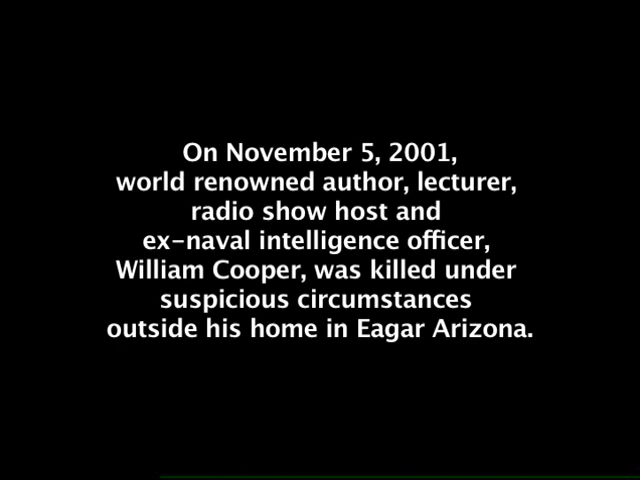 On November 5, 2001,
world renowned author, lecturer,
radio show host and
ex-naval intelligence officer,
William Cooper, was killed under
suspicious circumstances
outside his home in Eagar Arizona.